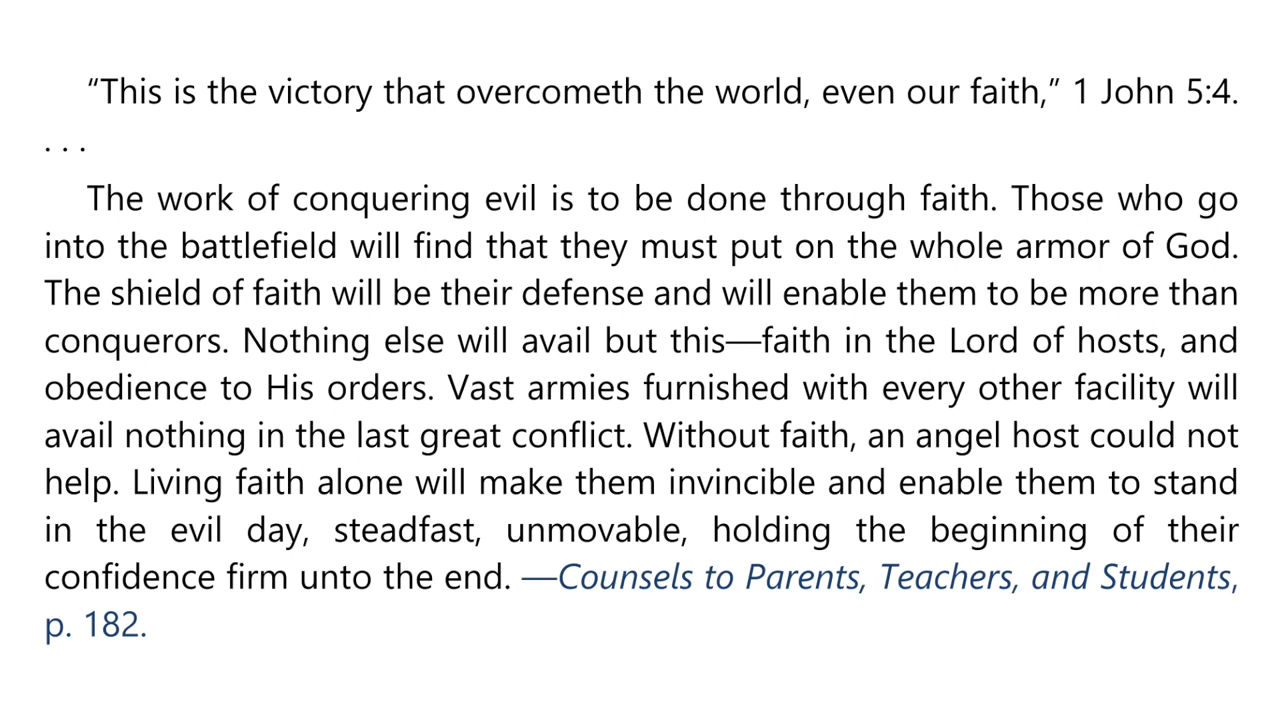 “This is the victory that overcometh the world, even our faith,” 1 John 5:4.
. . .
The work of conquering evil is to be done through faith. Those who go
into the battlefield will find that they must put on the whole armor of God.
The shield of faith will be their defense and will enable them to be more than
conquerors. Nothing else will avail but this—faith in the Lord of hosts, and
obedience to His orders. Vast armies furnished with every other facility will
avail nothing in the last great conflict. Without faith, an angel host could not
help. Living faith alone will make them invincible and enable them to stand
in the evil day, steadfast, unmovable, holding the beginning of their
confidence firm unto the end. —Counsels to Parents, Teachers, and Students,
p. 182.